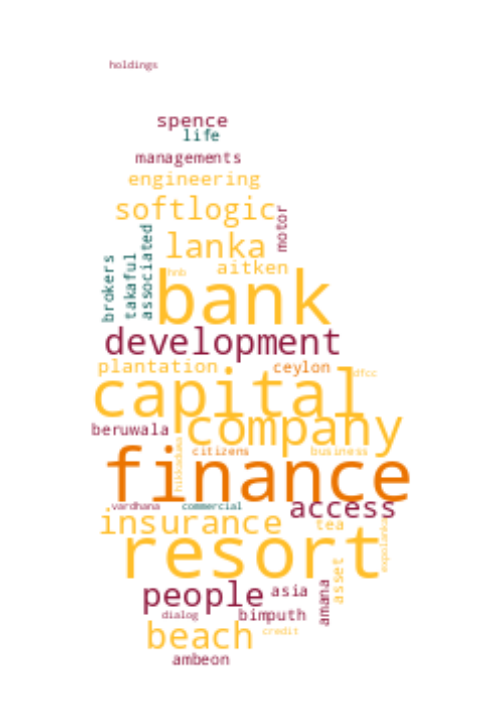 holdings
spence
life
managements
engineering
softlogic
motor
lanka
associated
takaful
brokers
aitken
hnb
bank
development
plantation
ceylon
dfcc
capital
company
beruwala
citizens
business
hikkaduwa
finance
vardhana
commercial
access
insurance
tea
expolanka
resort
asset
people
asia
amana
dialog
bimputh
beach
credit
ambeon